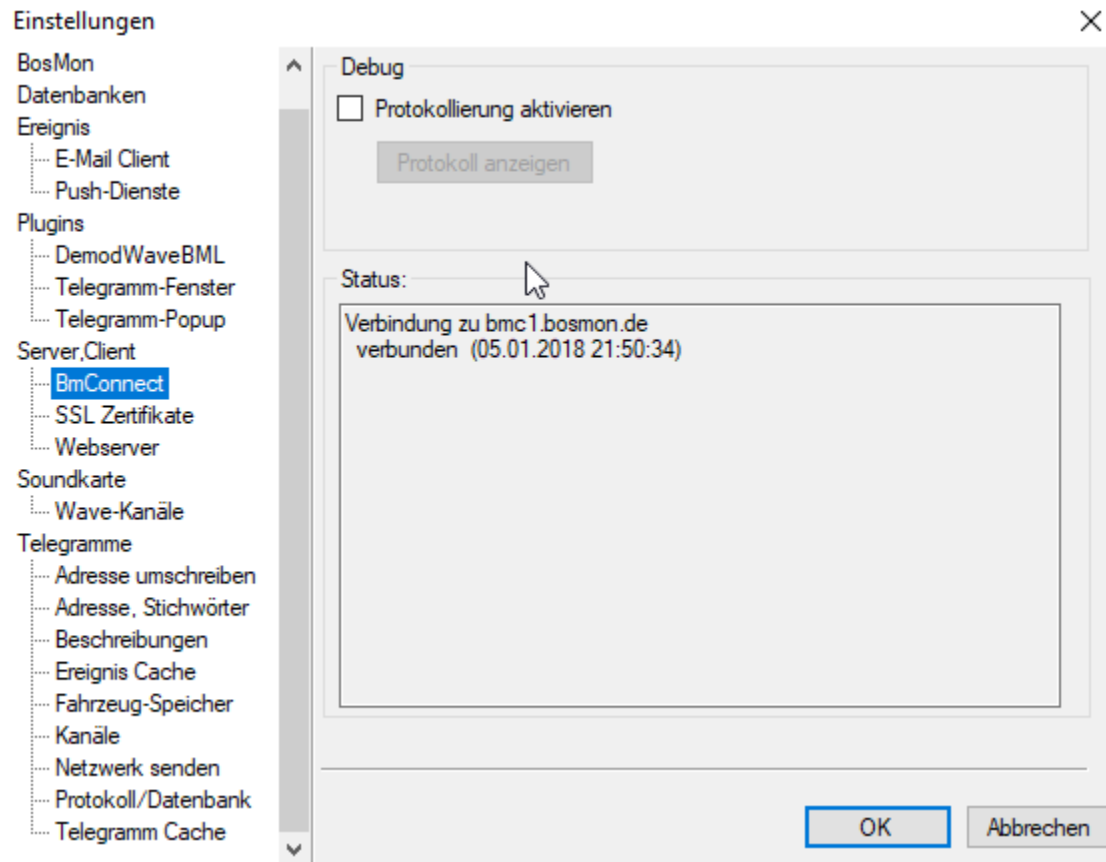 Einstellungen
BosMon
Datenbanken
Ereignis
E-Mail Client
Push-Dienste
Plugins
DemodWaveBML
Telegramm-Fenster
Telegramm-Popup
Server,Client
BmConnect
SSL Zertifikate
Webserver
Soundkarte
Wave-Kanäle
Telegramme
Adresse umschreiben
Adresse, Stichwörter
Beschreibungen
Ereignis Cache
Fahrzeug-Speicher
Kanäle
Netzwerk senden
Protokoll/Datenbank
Telegramm Cache
Debug
Protokollierung aktivieren
Protokoll anzeigen
Status:
Verbindung zu bmc1.bosmon.de
verbunden (05.01.2018 21:50:34)
OK
Abbrechen